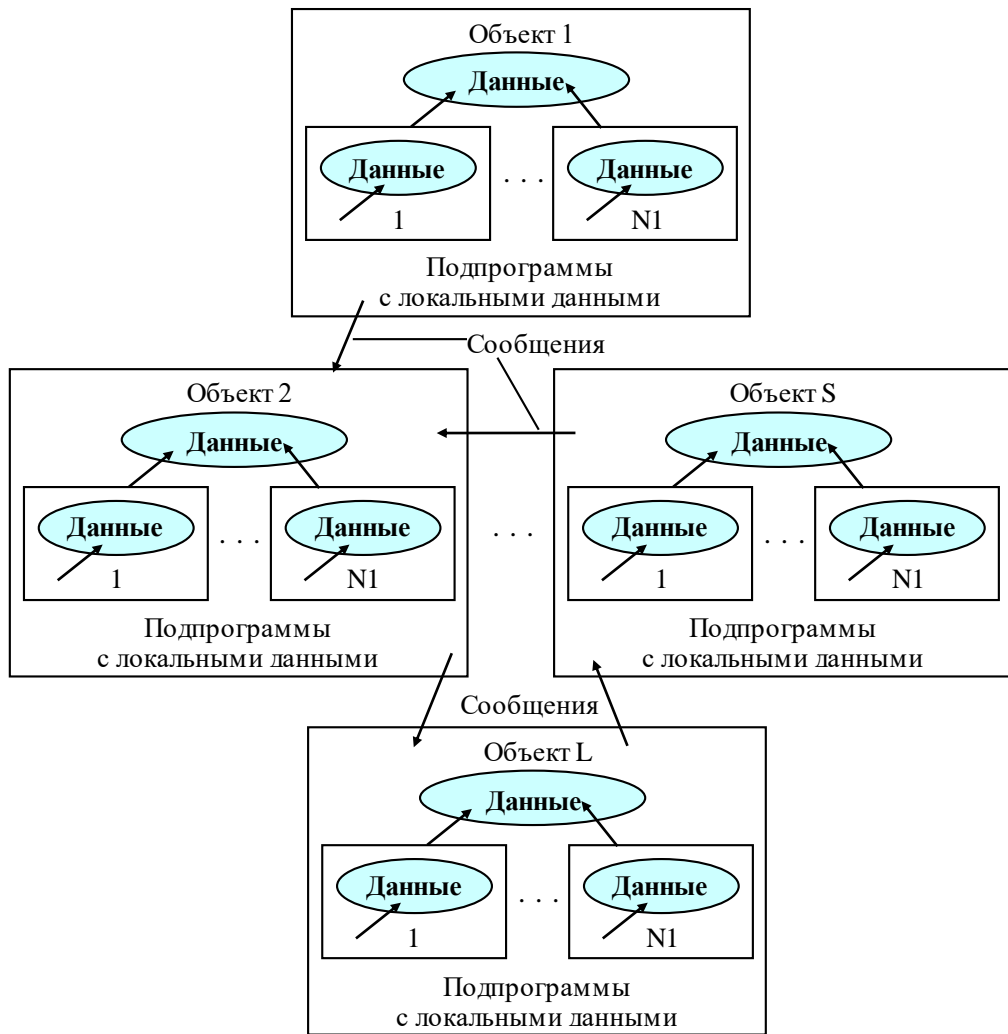 Объект 1
Данные
Данные
. . .
Данные
1
N1
Подпрограммы
с локальными данными
Сообщения
Объект 2
Данные
Данные
. . .
Данные
1
N1
Подпрограммы
с локальными данными
. . .
Объект S
Данные
Данные
. . .
Данные
1
N1
Подпрограммы
с локальными данными
Сообщения
Объект L
Данные
Данные
. . .
Данные
1
N1
Подпрограммы
с локальными данными